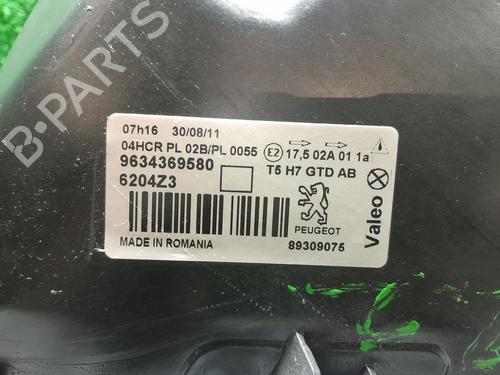 B-PARTS
07h16 30/08/11
04HCR PL 02B/PL 0055 E2 17,5 02A 01 1a
9634369580 T5 H7 GTD AB
6204Z3
PEUGEOT
MADE IN ROMANIA 89309075
Valeo